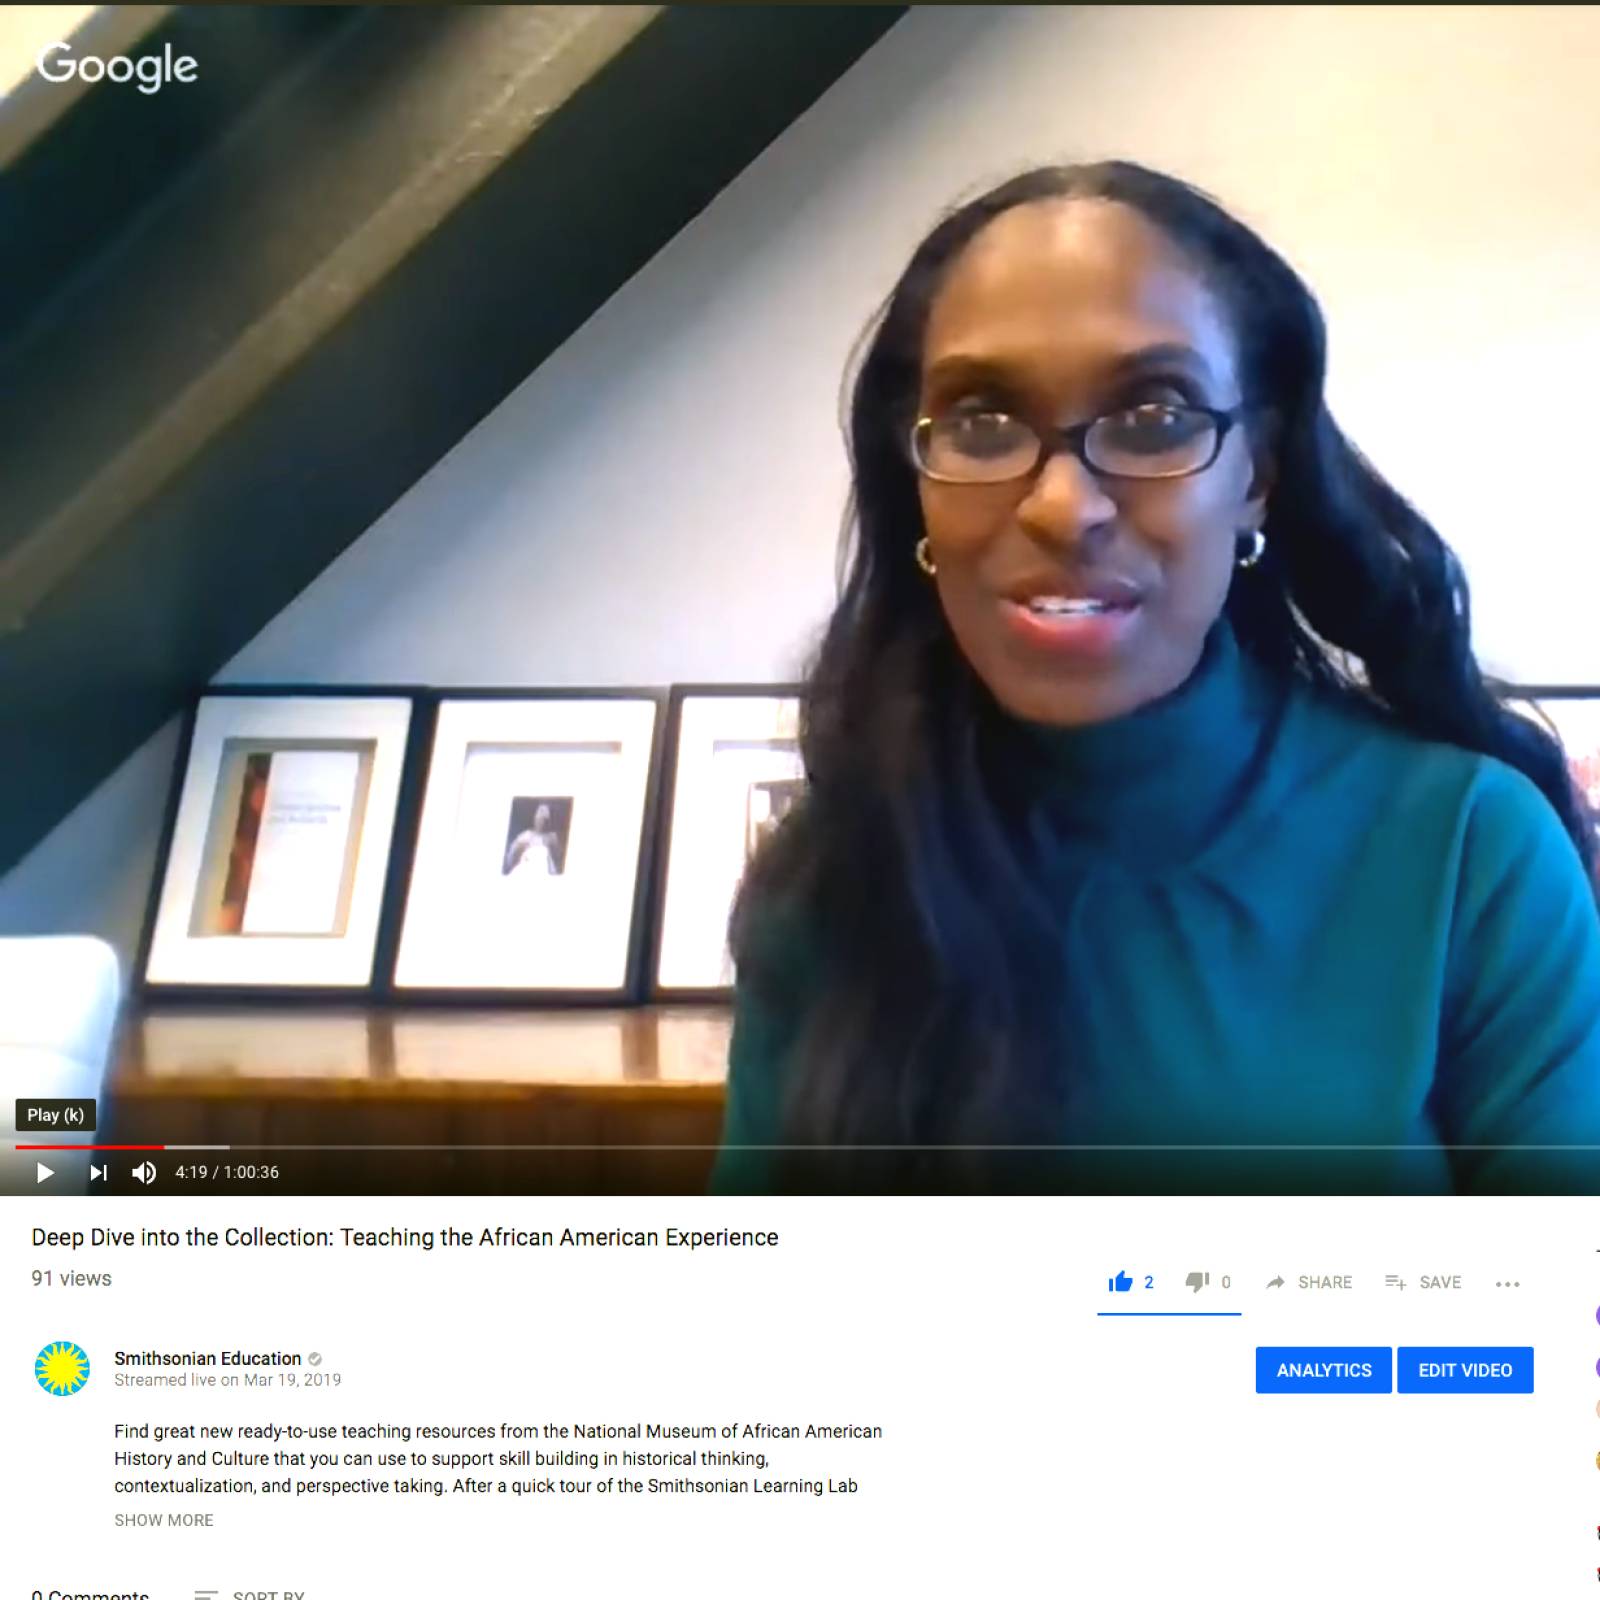 Google
Play (k)
4:19 / 1:00:36
Deep Dive into the Collection: Teaching the African American Experience
91 views
2
0
SHARE
SAVE
Smithsonian Education
Streamed live on Mar 19, 2019
ANALYTICS
EDIT VIDEO
Find great new ready-to-use teaching resources from the National Museum of African American
History and Culture that you can use to support skill building in historical thinking,
contextualization, and perspective taking. After a quick tour of the Smithsonian Learning Lab
SHOW MORE
0 Comments
SORT BY